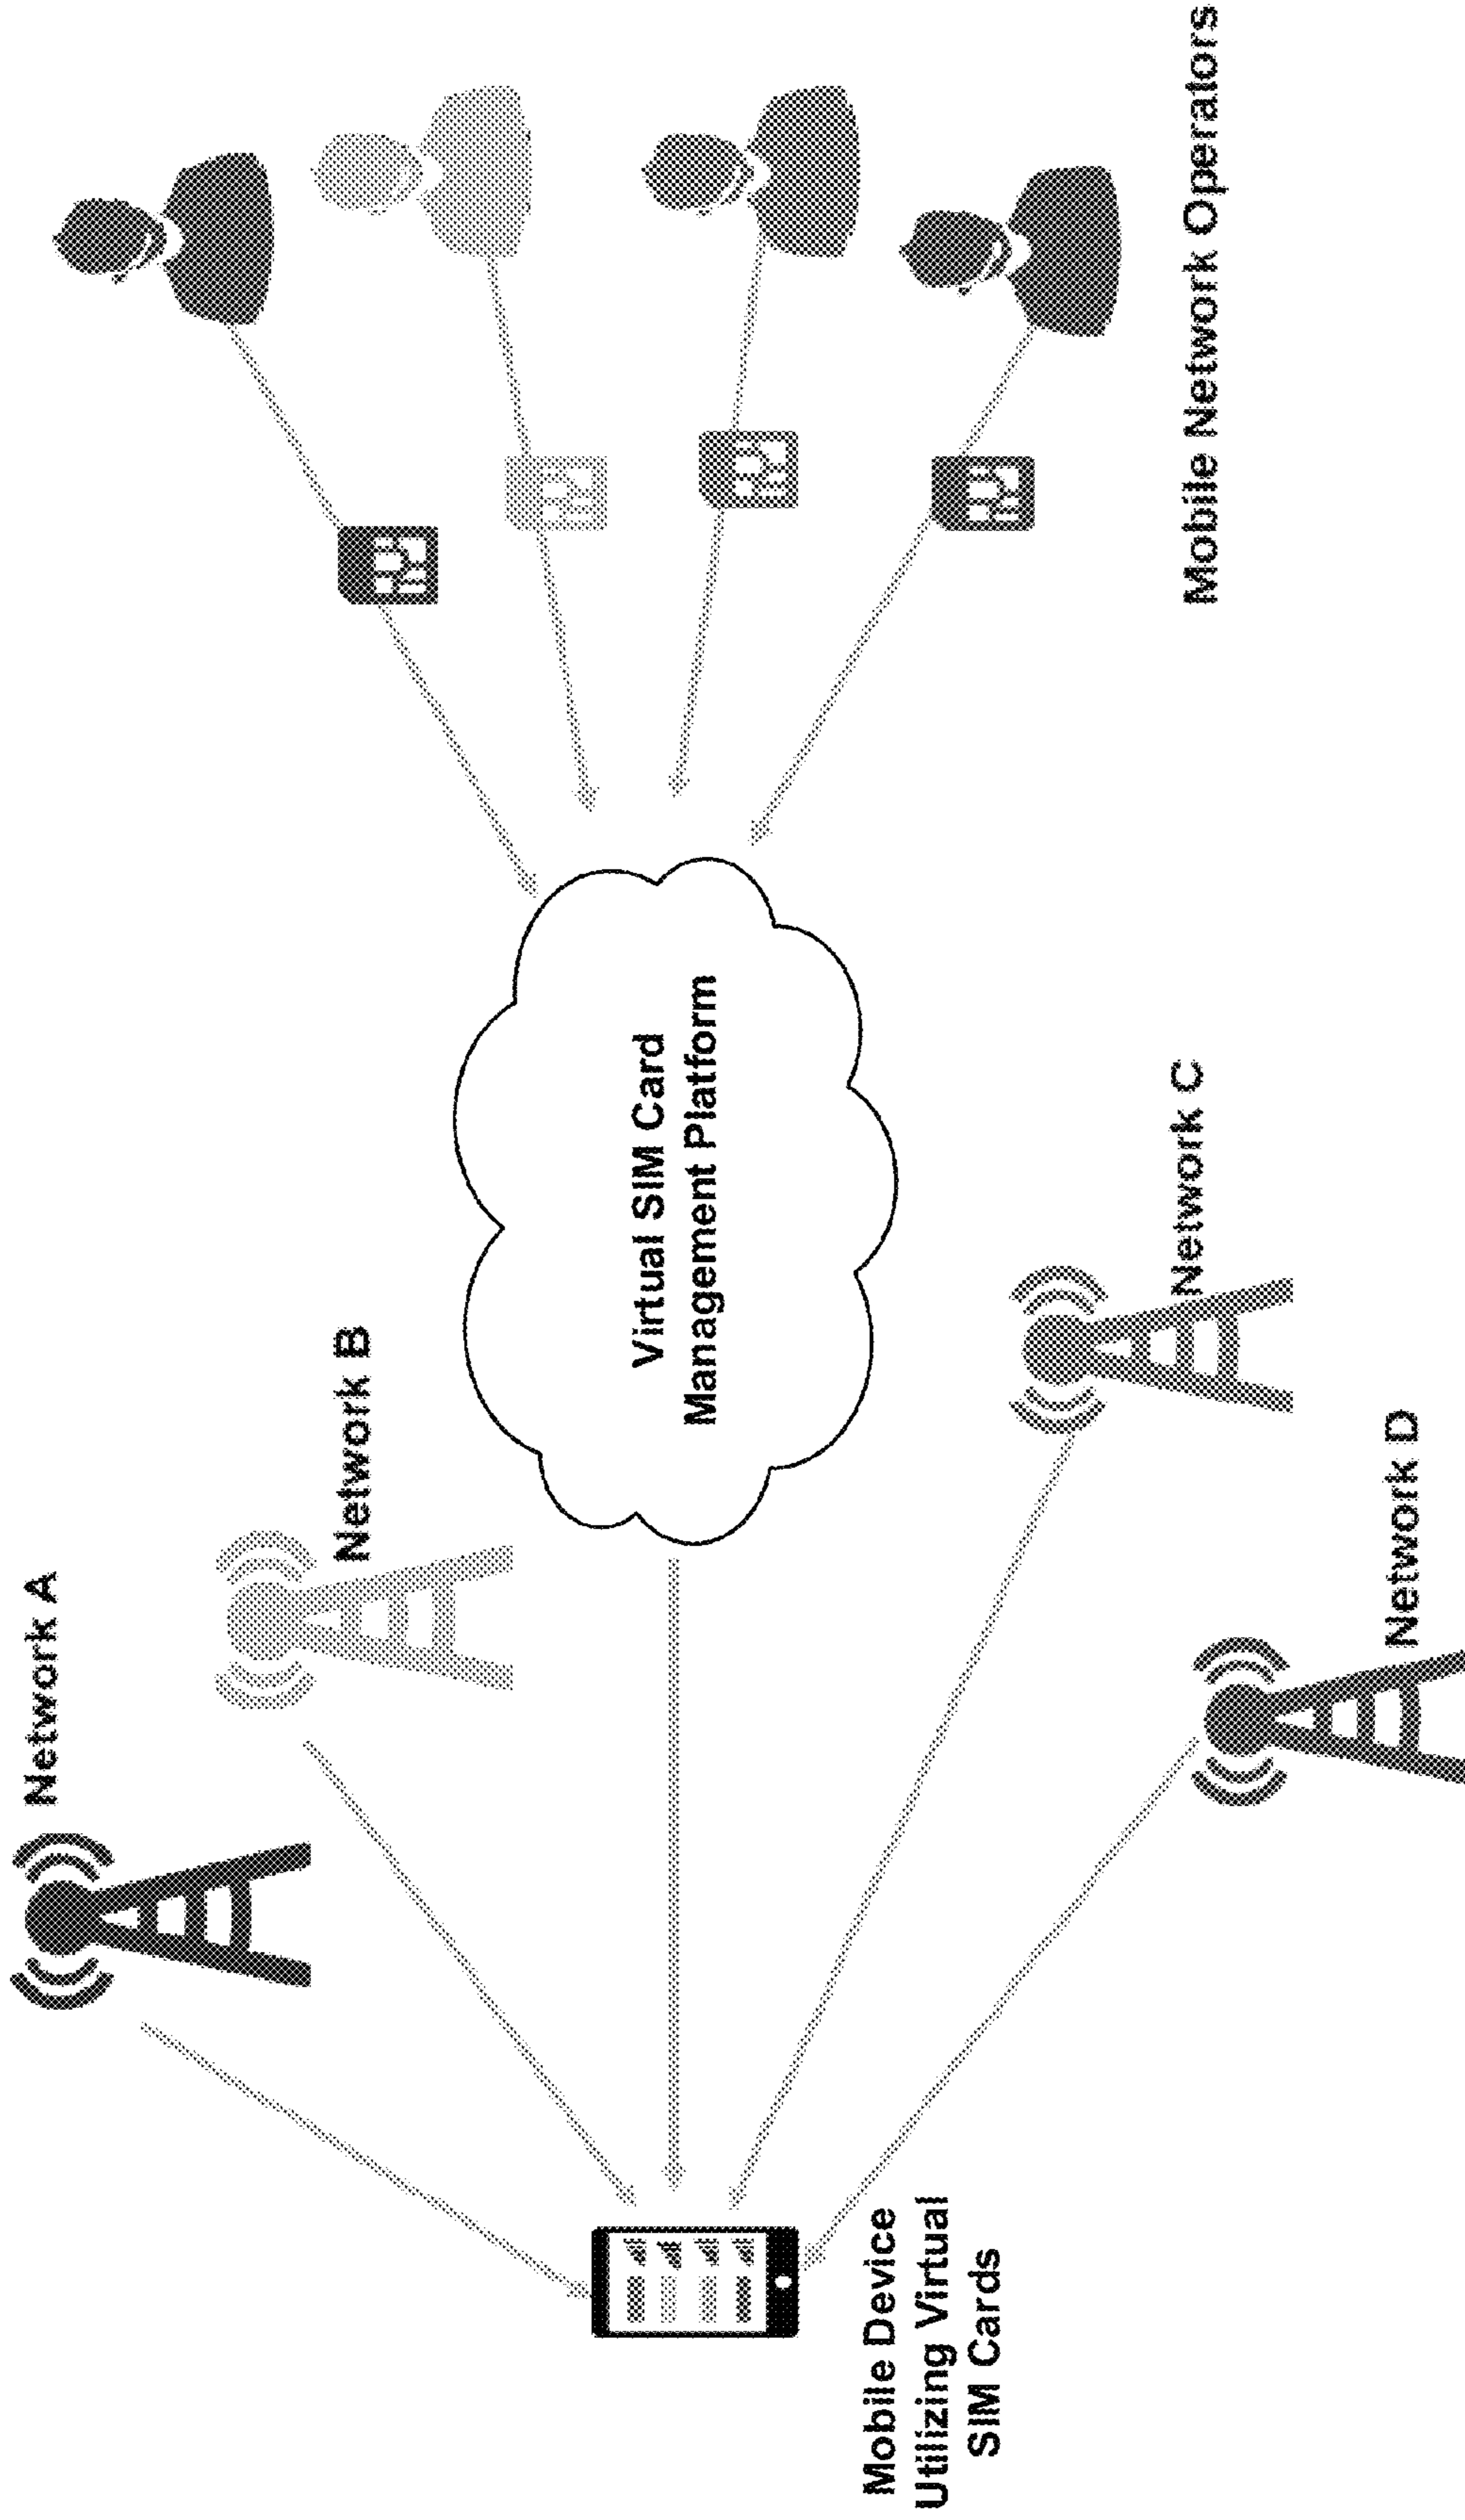 Network A
Network B
Virtual SIM Card
Management Platform
Mobile Device
Utilizing Virtual
SIM Cards
Network C
Network D
Mobile Network Operators